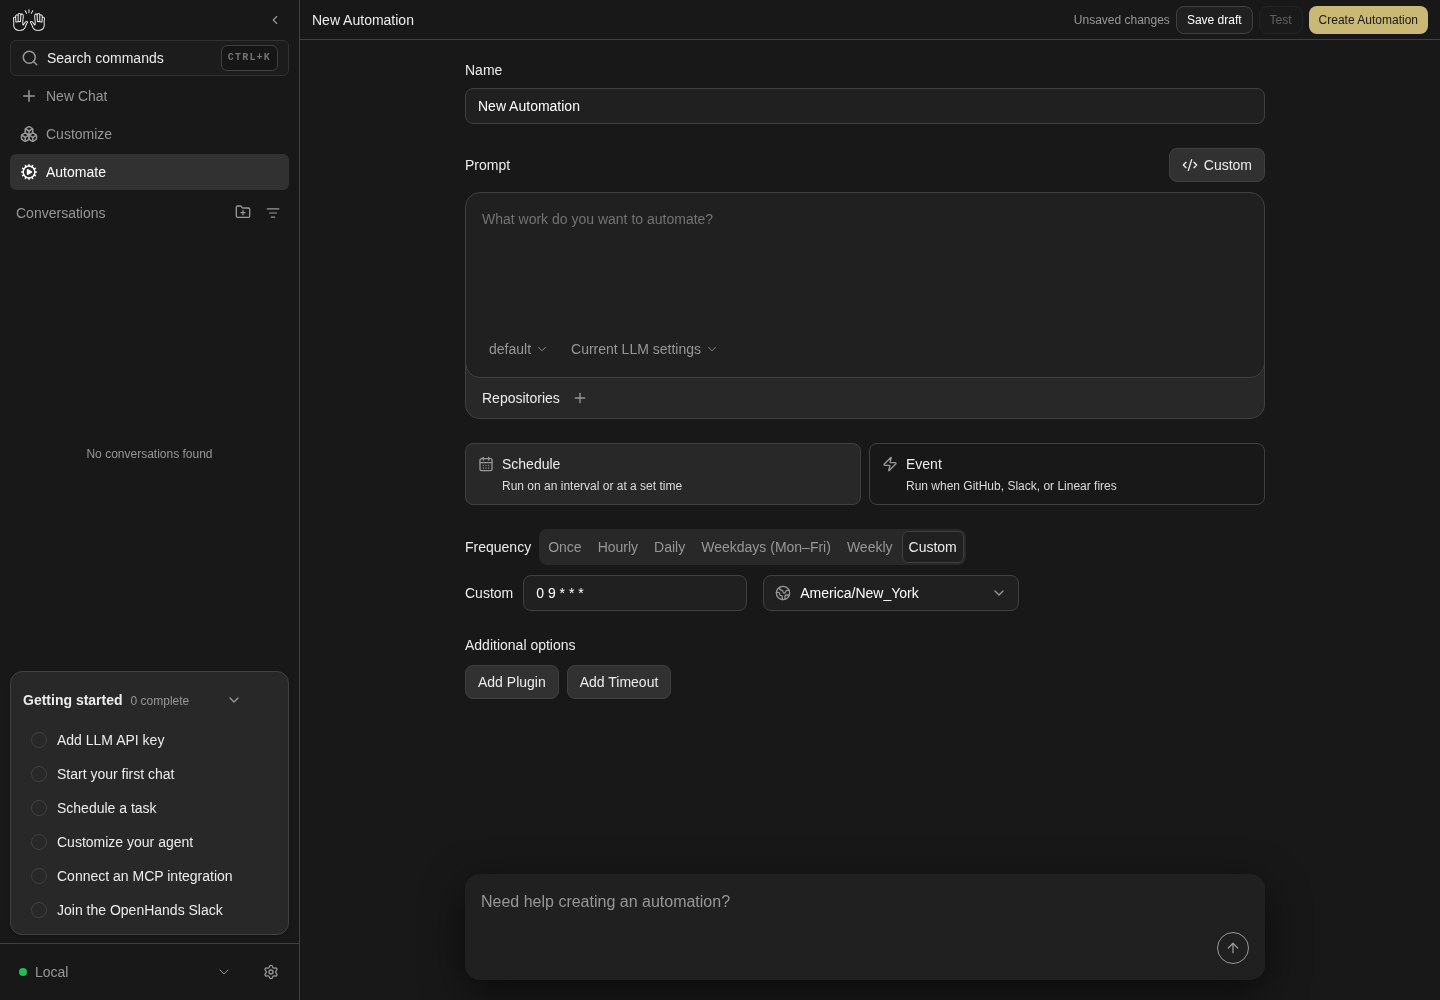 New Automation
Unsaved changes
Save draft
Test
Create Automation
Search commands
CTRL+K
New Chat
Customize
Automate
Conversations
No conversations found
Getting started 0 complete
Add LLM API key
Start your first chat
Schedule a task
Customize your agent
Connect an MCP integration
Join the OpenHands Slack
Local
Name
New Automation
Prompt
Custom
What work do you want to automate?
default
Current LLM settings
Repositories
Schedule
Run on an interval or at a set time
Event
Run when GitHub, Slack, or Linear fires
Frequency Once Hourly Daily Weekdays (Mon–Fri) Weekly Custom
Custom 0 9 * * * America/New_York
Additional options
Add Plugin Add Timeout
Need help creating an automation?